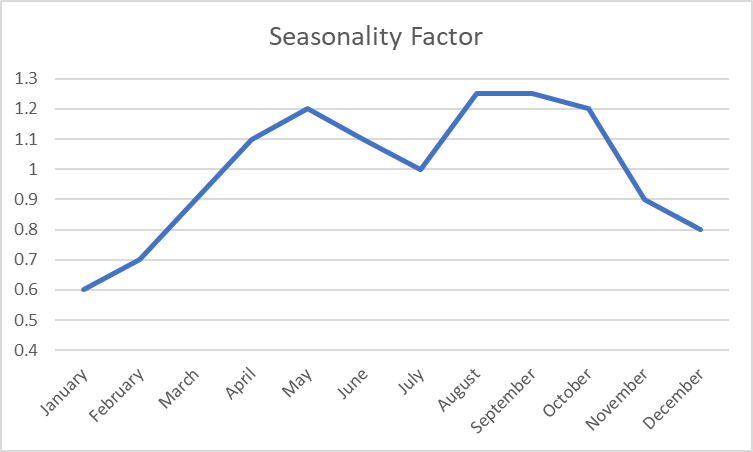 Seasonality Factor
1.3
1.2
1.1
1
0.9
0.8
0.7
0.6
0.5
0.4
January
February
March
April
May
June
July
August
September
October
November
December